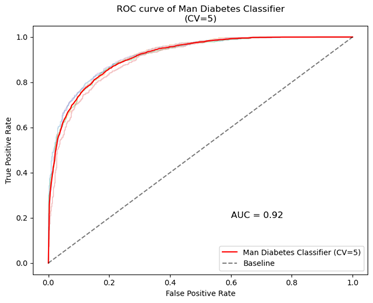 ROC curve of Man Diabetes Classifier
(CV=5)
True Positive Rate
1.0
0.8
0.6
0.4
0.2
0.0
AUC = 0.92
Man Diabetes Classifier (CV=5)
Baseline
0.0 0.2 0.4 0.6 0.8 1.0
False Positive Rate